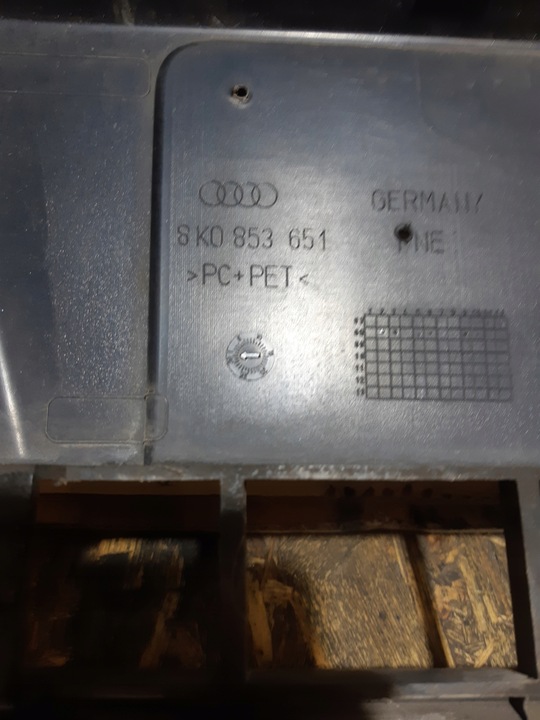 GERMANY
8K0 853 651
>PC+PET<